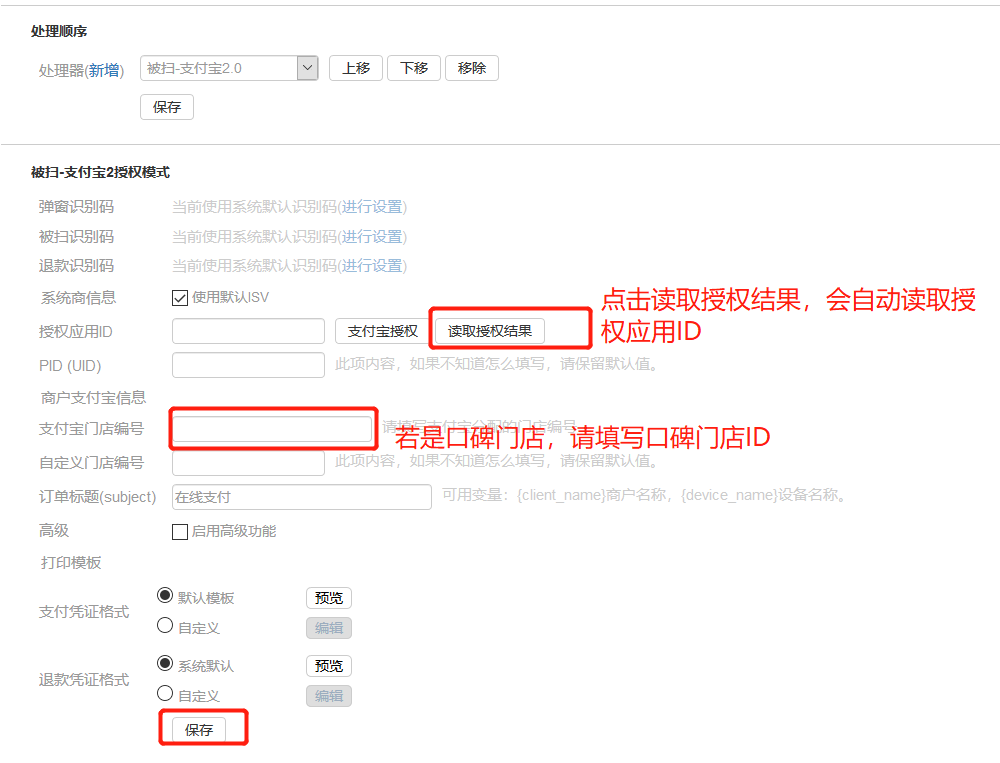 处理顺序
处理器(新增) 被扫-支付宝2.0 上移 下移 移除
保存
被扫-支付宝2授权模式
弹窗识别码 当前使用系统默认识别码(进行设置)
被扫识别码 当前使用系统默认识别码(进行设置)
退款识别码 当前使用系统默认识别码(进行设置)
系统商信息 使用默认ISV
点击读取授权结果，会自动读取授
权应用ID
授权应用ID 支付宝授权 读取授权结果
PID (UID) 此项内容，如果不知道怎么填写，请保留默认值。
商户支付宝信息
支付宝门店编号 请填写支付宝分配的门店编号
若是口碑门店，请填写口碑门店ID
自定义门店编号 此项内容，如果不知道怎么填写，请保留默认值。
订单标题(subject) 在线支付 可用变量：{client_name}商户名称，{device_name}设备名称。
高级 启用高级功能
打印模板
支付凭证格式 默认模板 预览
自定义 编辑
退款凭证格式 系统默认 预览
自定义 编辑
保存